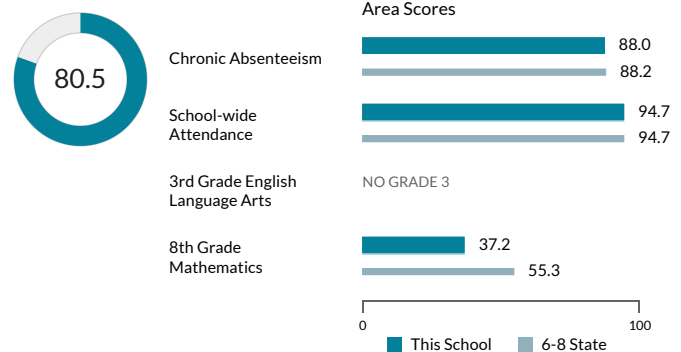 Area Scores
80.5
Chronic Absenteeism
88.0
88.2
School-wide
Attendance
94.7
94.7
3rd Grade English
Language Arts
NO GRADE 3
8th Grade
Mathematics
37.2
55.3
0
100
This School
6-8 State